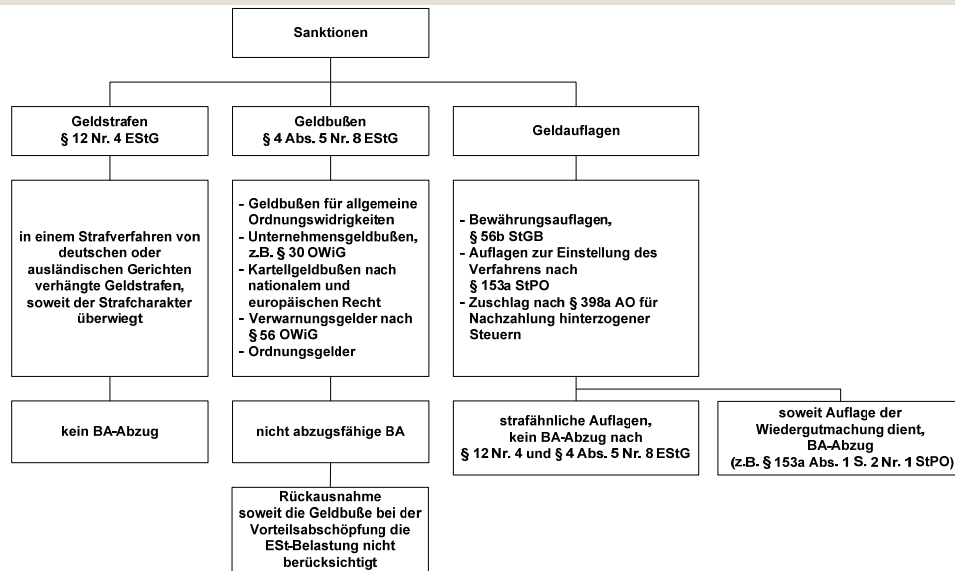 Sanktionen
Geldstrafen
§ 12 Nr. 4 EStG
Geldbußen
§ 4 Abs. 5 Nr. 8 EStG
Geldauflagen
in einem Strafverfahren von
deutschen oder
ausländischen Gerichten
verhängte Geldstrafen,
soweit der Strafcharakter
überwiegt
- Geldbußen für allgemeine
Ordnungswidrigkeiten
- Unternehmensgeldbußen,
z.B. § 30 OWiG
- Kartellgeldbußen nach
nationalem und
europäischen Recht
- Verwarnungsgelder nach
§ 56 OWiG
- Ordnungsgelder
- Bewährungsauflagen,
§ 56b StGB
- Auflagen zur Einstellung des
Verfahrens nach
§ 153a StPO
- Zuschlag nach § 398a AO für
Nachzahlung hinterzogener
Steuern
kein BA-Abzug
nicht abzugsfähige BA
strafähnliche Auflagen,
kein BA-Abzug nach
§ 12 Nr. 4 und § 4 Abs. 5 Nr. 8 EStG
soweit Auflage der
Wiedergutmachung dient,
BA-Abzug
(z.B. § 153a Abs. 1 S. 2 Nr. 1 StPO)
Rückausnahme
soweit die Geldbuße bei der
Vorteilsabschöpfung die
ESt-Belastung nicht
berücksichtigt